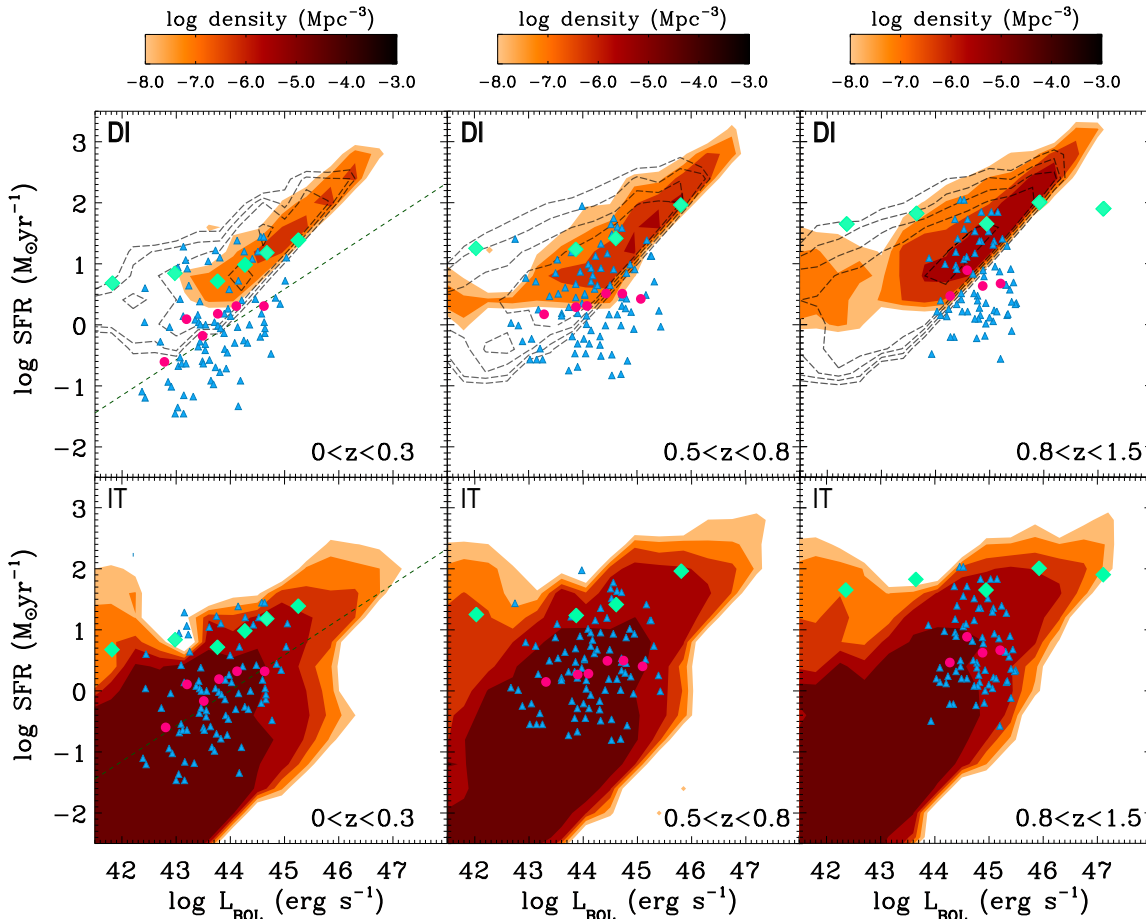 log density (Mpc⁻³) log density (Mpc⁻³) log density (Mpc⁻³)
-8.0 -7.0 -6.0 -5.0 -4.0 -3.0 -8.0 -7.0 -6.0 -5.0 -4.0 -3.0 -8.0 -7.0 -6.0 -5.0 -4.0 -3.0
DI DI DI
3
2
1
0
−1
−2
log SFR (M☉yr⁻¹)
0<z<0.3 0.5<z<0.8 0.8<z<1.5
IT IT IT
3
2
1
0
−1
−2
log SFR (M☉yr⁻¹)
0<z<0.3 0.5<z<0.8 0.8<z<1.5
42 43 44 45 46 47 42 43 44 45 46 47 42 43 44 45 46 47
log L_BOL (erg s⁻¹) log L_BOL (erg s⁻¹) log L_BOL (erg s⁻¹)